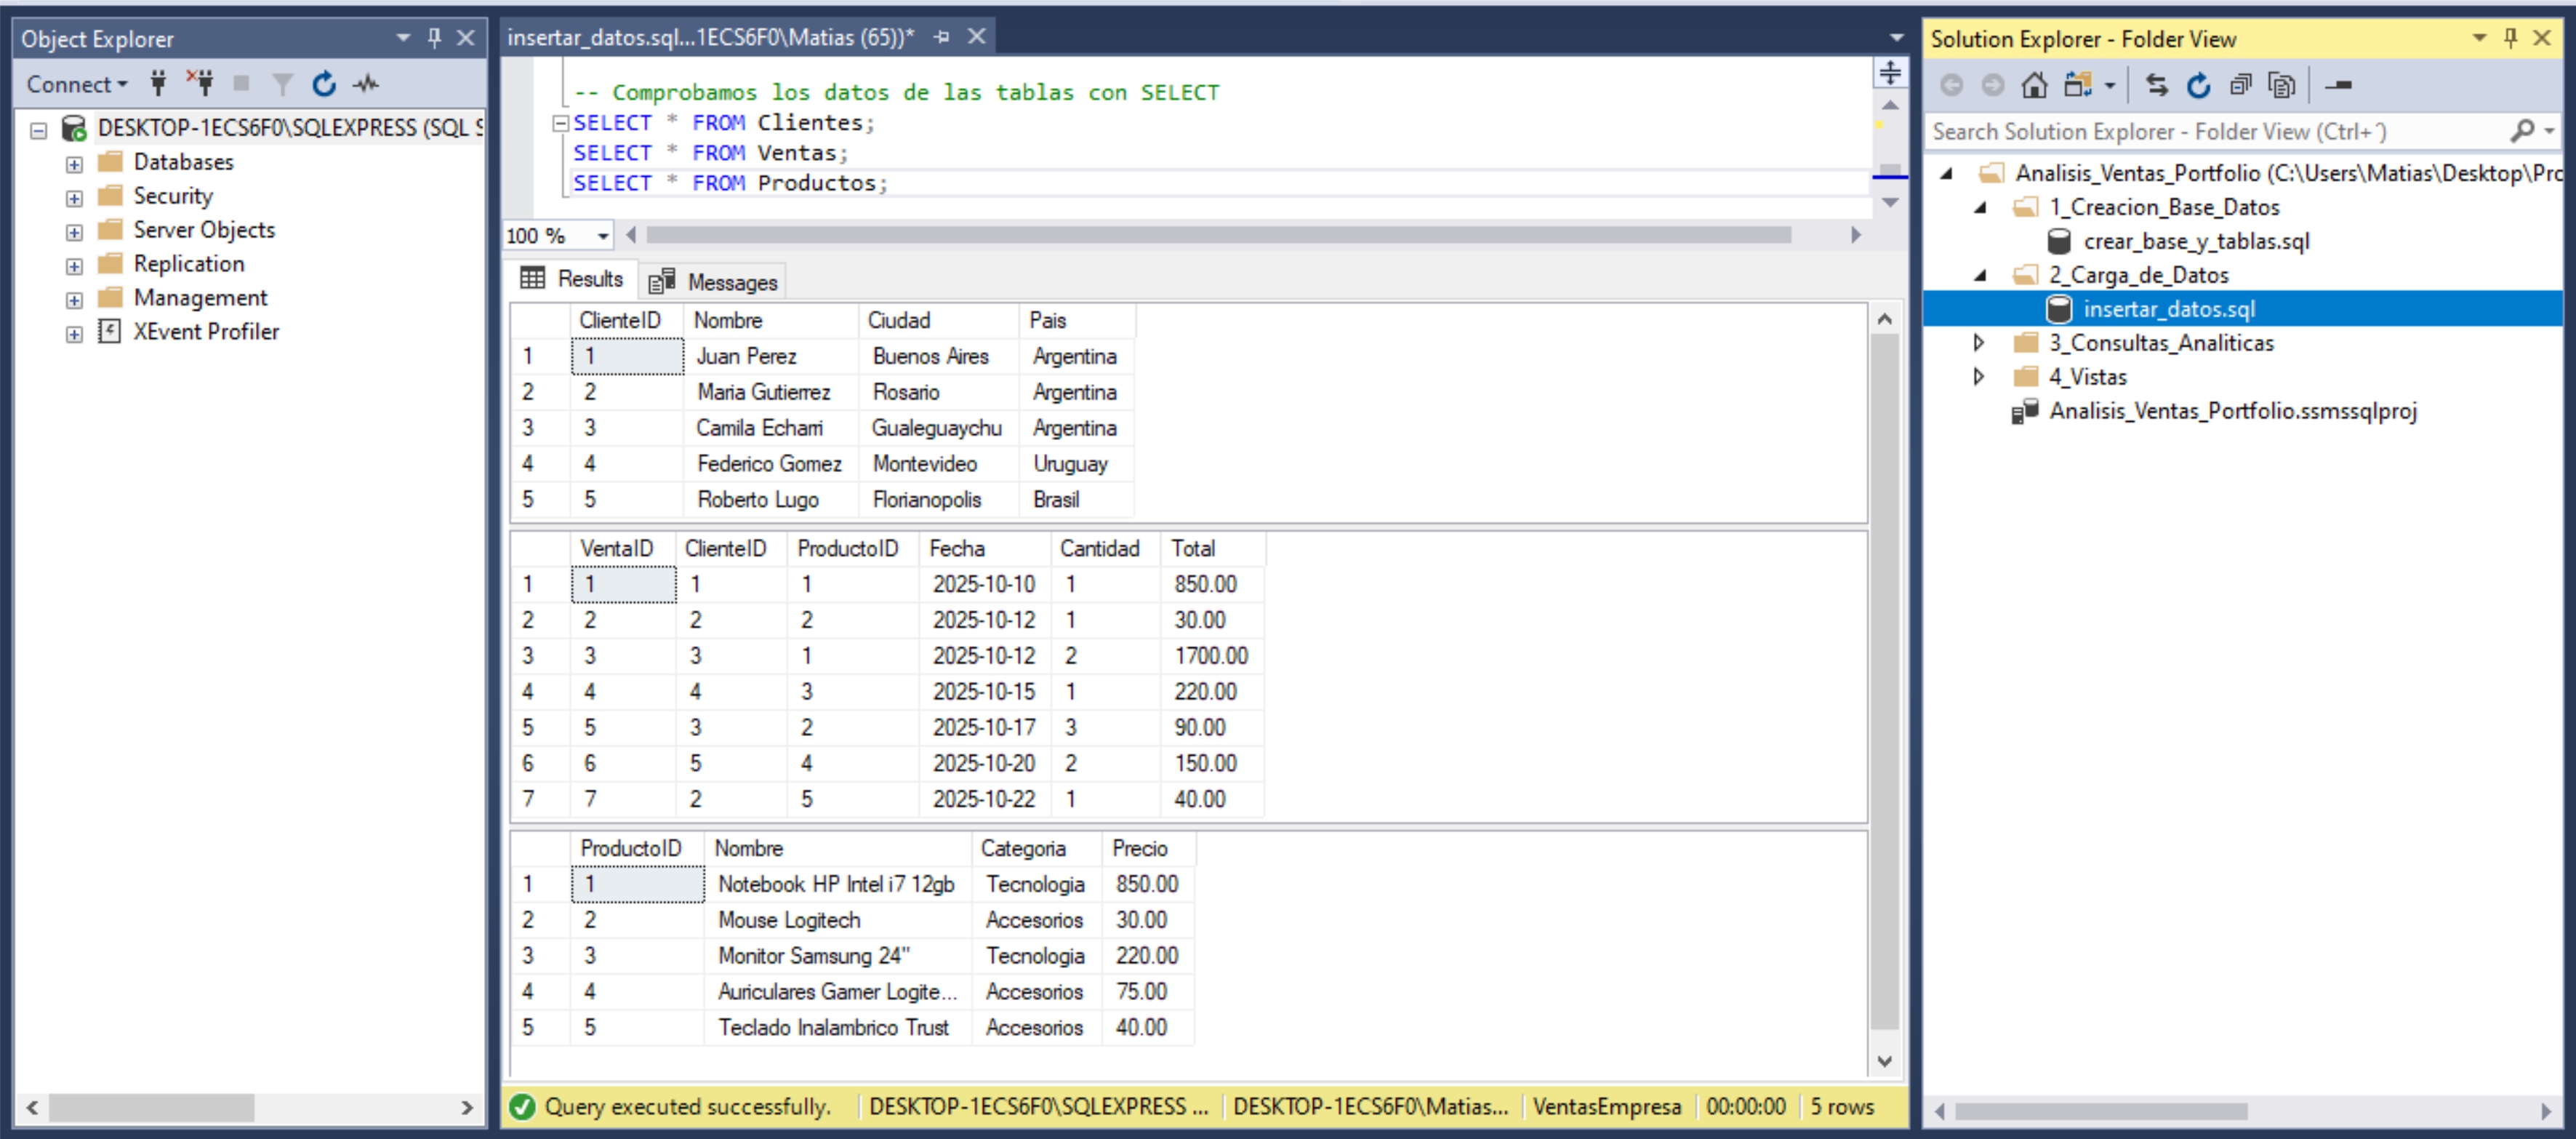 Object Explorer
Connect
DESKTOP-1ECS6F0\SQLEXPRESS (SQL S
Databases
Security
Server Objects
Replication
Management
XEvent Profiler
insertar_datos.sql...1ECS6F0\Matias (65))*
-- Comprobamos los datos de las tablas con SELECT
SELECT * FROM Clientes;
SELECT * FROM Ventas;
SELECT * FROM Productos;
100 %
Results Messages
ClienteID Nombre Ciudad Pais
1 1 Juan Perez Buenos Aires Argentina
2 2 Maria Gutierrez Rosario Argentina
3 3 Camila Echarri Gualeguaychu Argentina
4 4 Federico Gomez Montevideo Uruguay
5 5 Roberto Lugo Florianopolis Brasil
VentaID ClienteID ProductoID Fecha Cantidad Total
1 1 1 1 2025-10-10 1 850.00
2 2 2 2 2025-10-12 1 30.00
3 3 3 1 2025-10-12 2 1700.00
4 4 4 3 2025-10-15 1 220.00
5 5 3 2 2025-10-17 3 90.00
6 6 5 4 2025-10-20 2 150.00
7 7 2 5 2025-10-22 1 40.00
ProductoID Nombre Categoria Precio
1 1 Notebook HP Intel i7 12gb Tecnologia 850.00
2 2 Mouse Logitech Accesorios 30.00
3 3 Monitor Samsung 24" Tecnologia 220.00
4 4 Auriculares Gamer Logite... Accesorios 75.00
5 5 Teclado Inalambrico Trust Accesorios 40.00
Query executed successfully. DESKTOP-1ECS6F0\SQLEXPRESS ... DESKTOP-1ECS6F0\Matias... VentasEmpresa 00:00:00 5 rows
Solution Explorer - Folder View
Search Solution Explorer - Folder View (Ctrl+´)
Analisis_Ventas_Portfolio (C:\Users\Matias\Desktop\Pro
1_Creacion_Base_Datos
crear_base_y_tablas.sql
2_Carga_de_Datos
insertar_datos.sql
3_Consultas_Analiticas
4_Vistas
Analisis_Ventas_Portfolio.ssmssqlproj